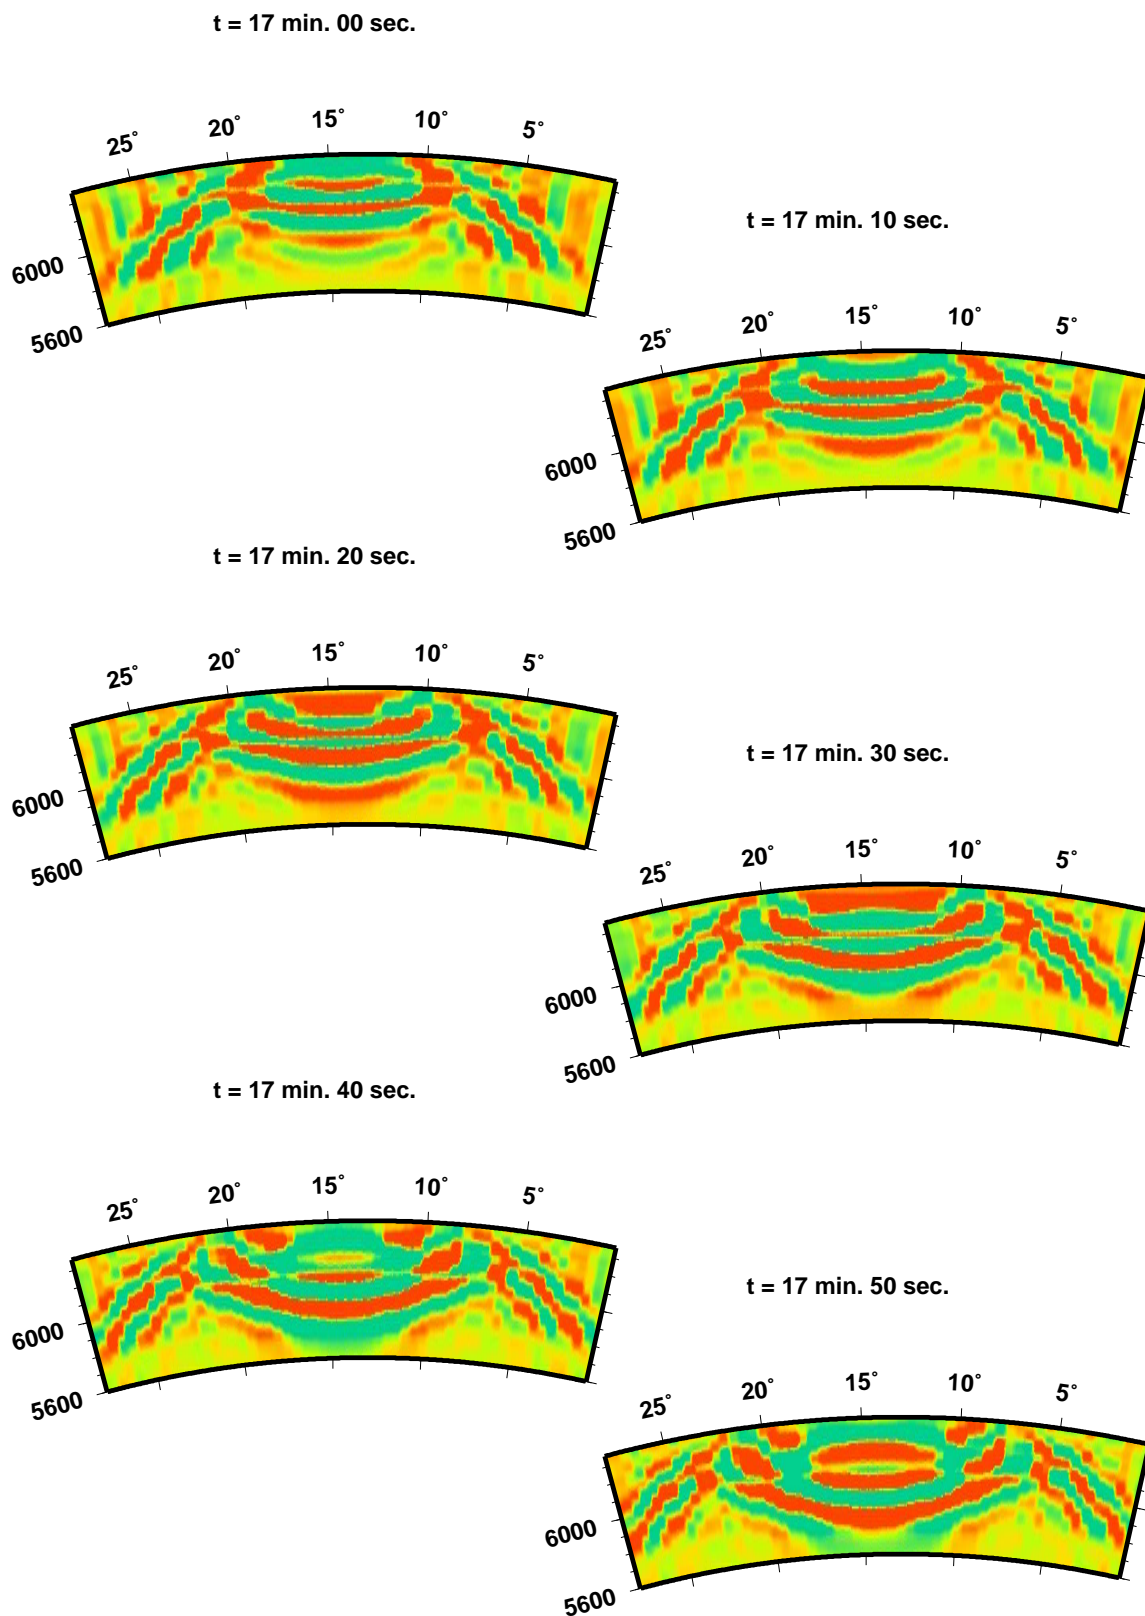 t = 17 min. 00 sec.
25° 20° 15° 10° 5°
6000
5600
t = 17 min. 10 sec.
25° 20° 15° 10° 5°
6000
5600
t = 17 min. 20 sec.
25° 20° 15° 10° 5°
6000
5600
t = 17 min. 30 sec.
25° 20° 15° 10° 5°
6000
5600
t = 17 min. 40 sec.
25° 20° 15° 10° 5°
6000
5600
t = 17 min. 50 sec.
25° 20° 15° 10° 5°
6000
5600